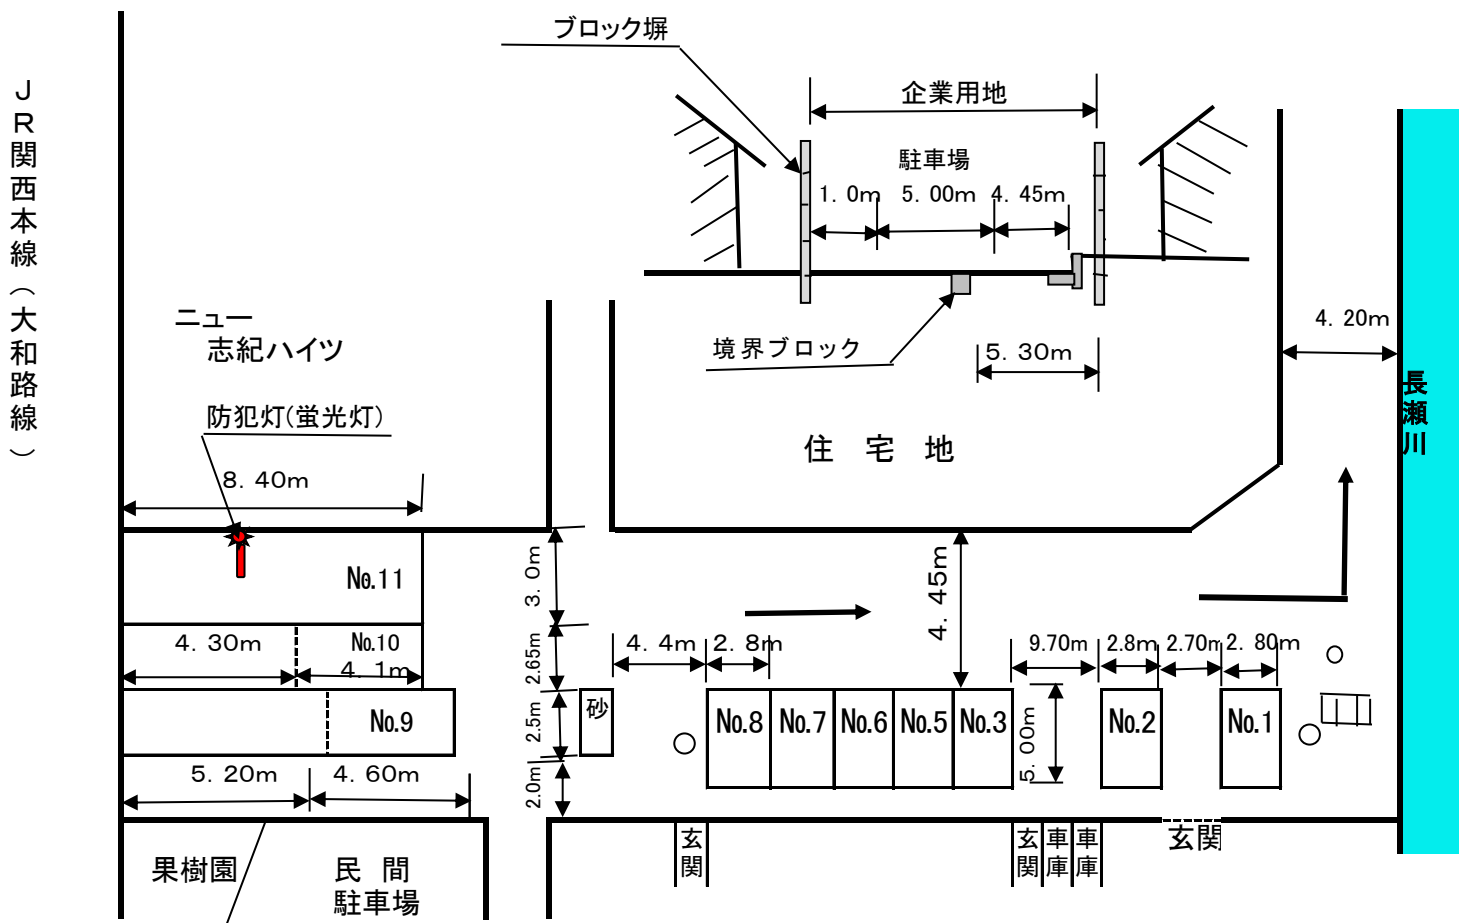 ブロック塀
企業用地
駐車場
1.0m 5.00m 4.45m
JR関西本線（大和路線）
ニュー
志紀ハイツ
境界ブロック
5.30m
4.20m
長瀬川
防犯灯(蛍光灯)
住宅地
8.40m
3.0m
4.45m
No.11
4.30m
No.10
4.1m
2.65m
4.4m 2.8m
9.70m 2.8m 2.70m 2.80m
No.9
2.5m
砂
No.8 No.7 No.6 No.5 No.3
5.00m
No.2
No.1
5.20m 4.60m
2.0m
果樹園
民間
駐車場
玄関
玄関
車庫
車庫
玄関